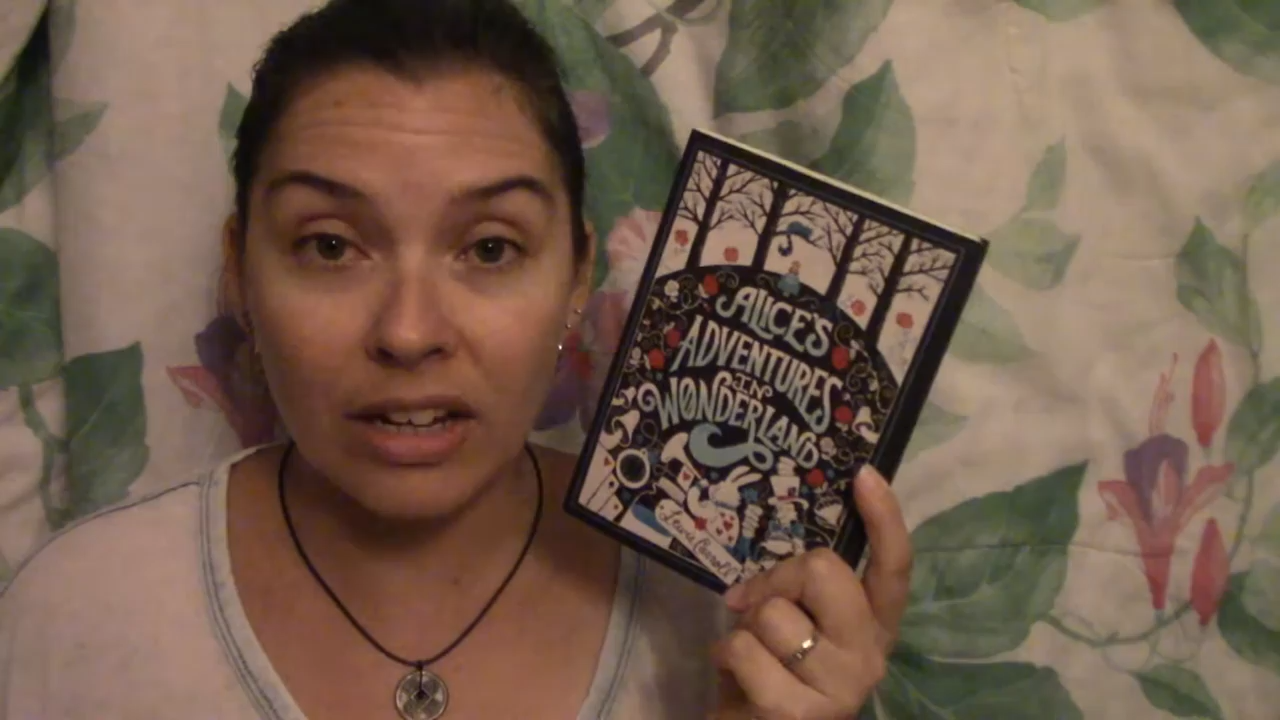 ALICE'S
ADVENTURES
IN
WONDERLAND
Lewis Carroll